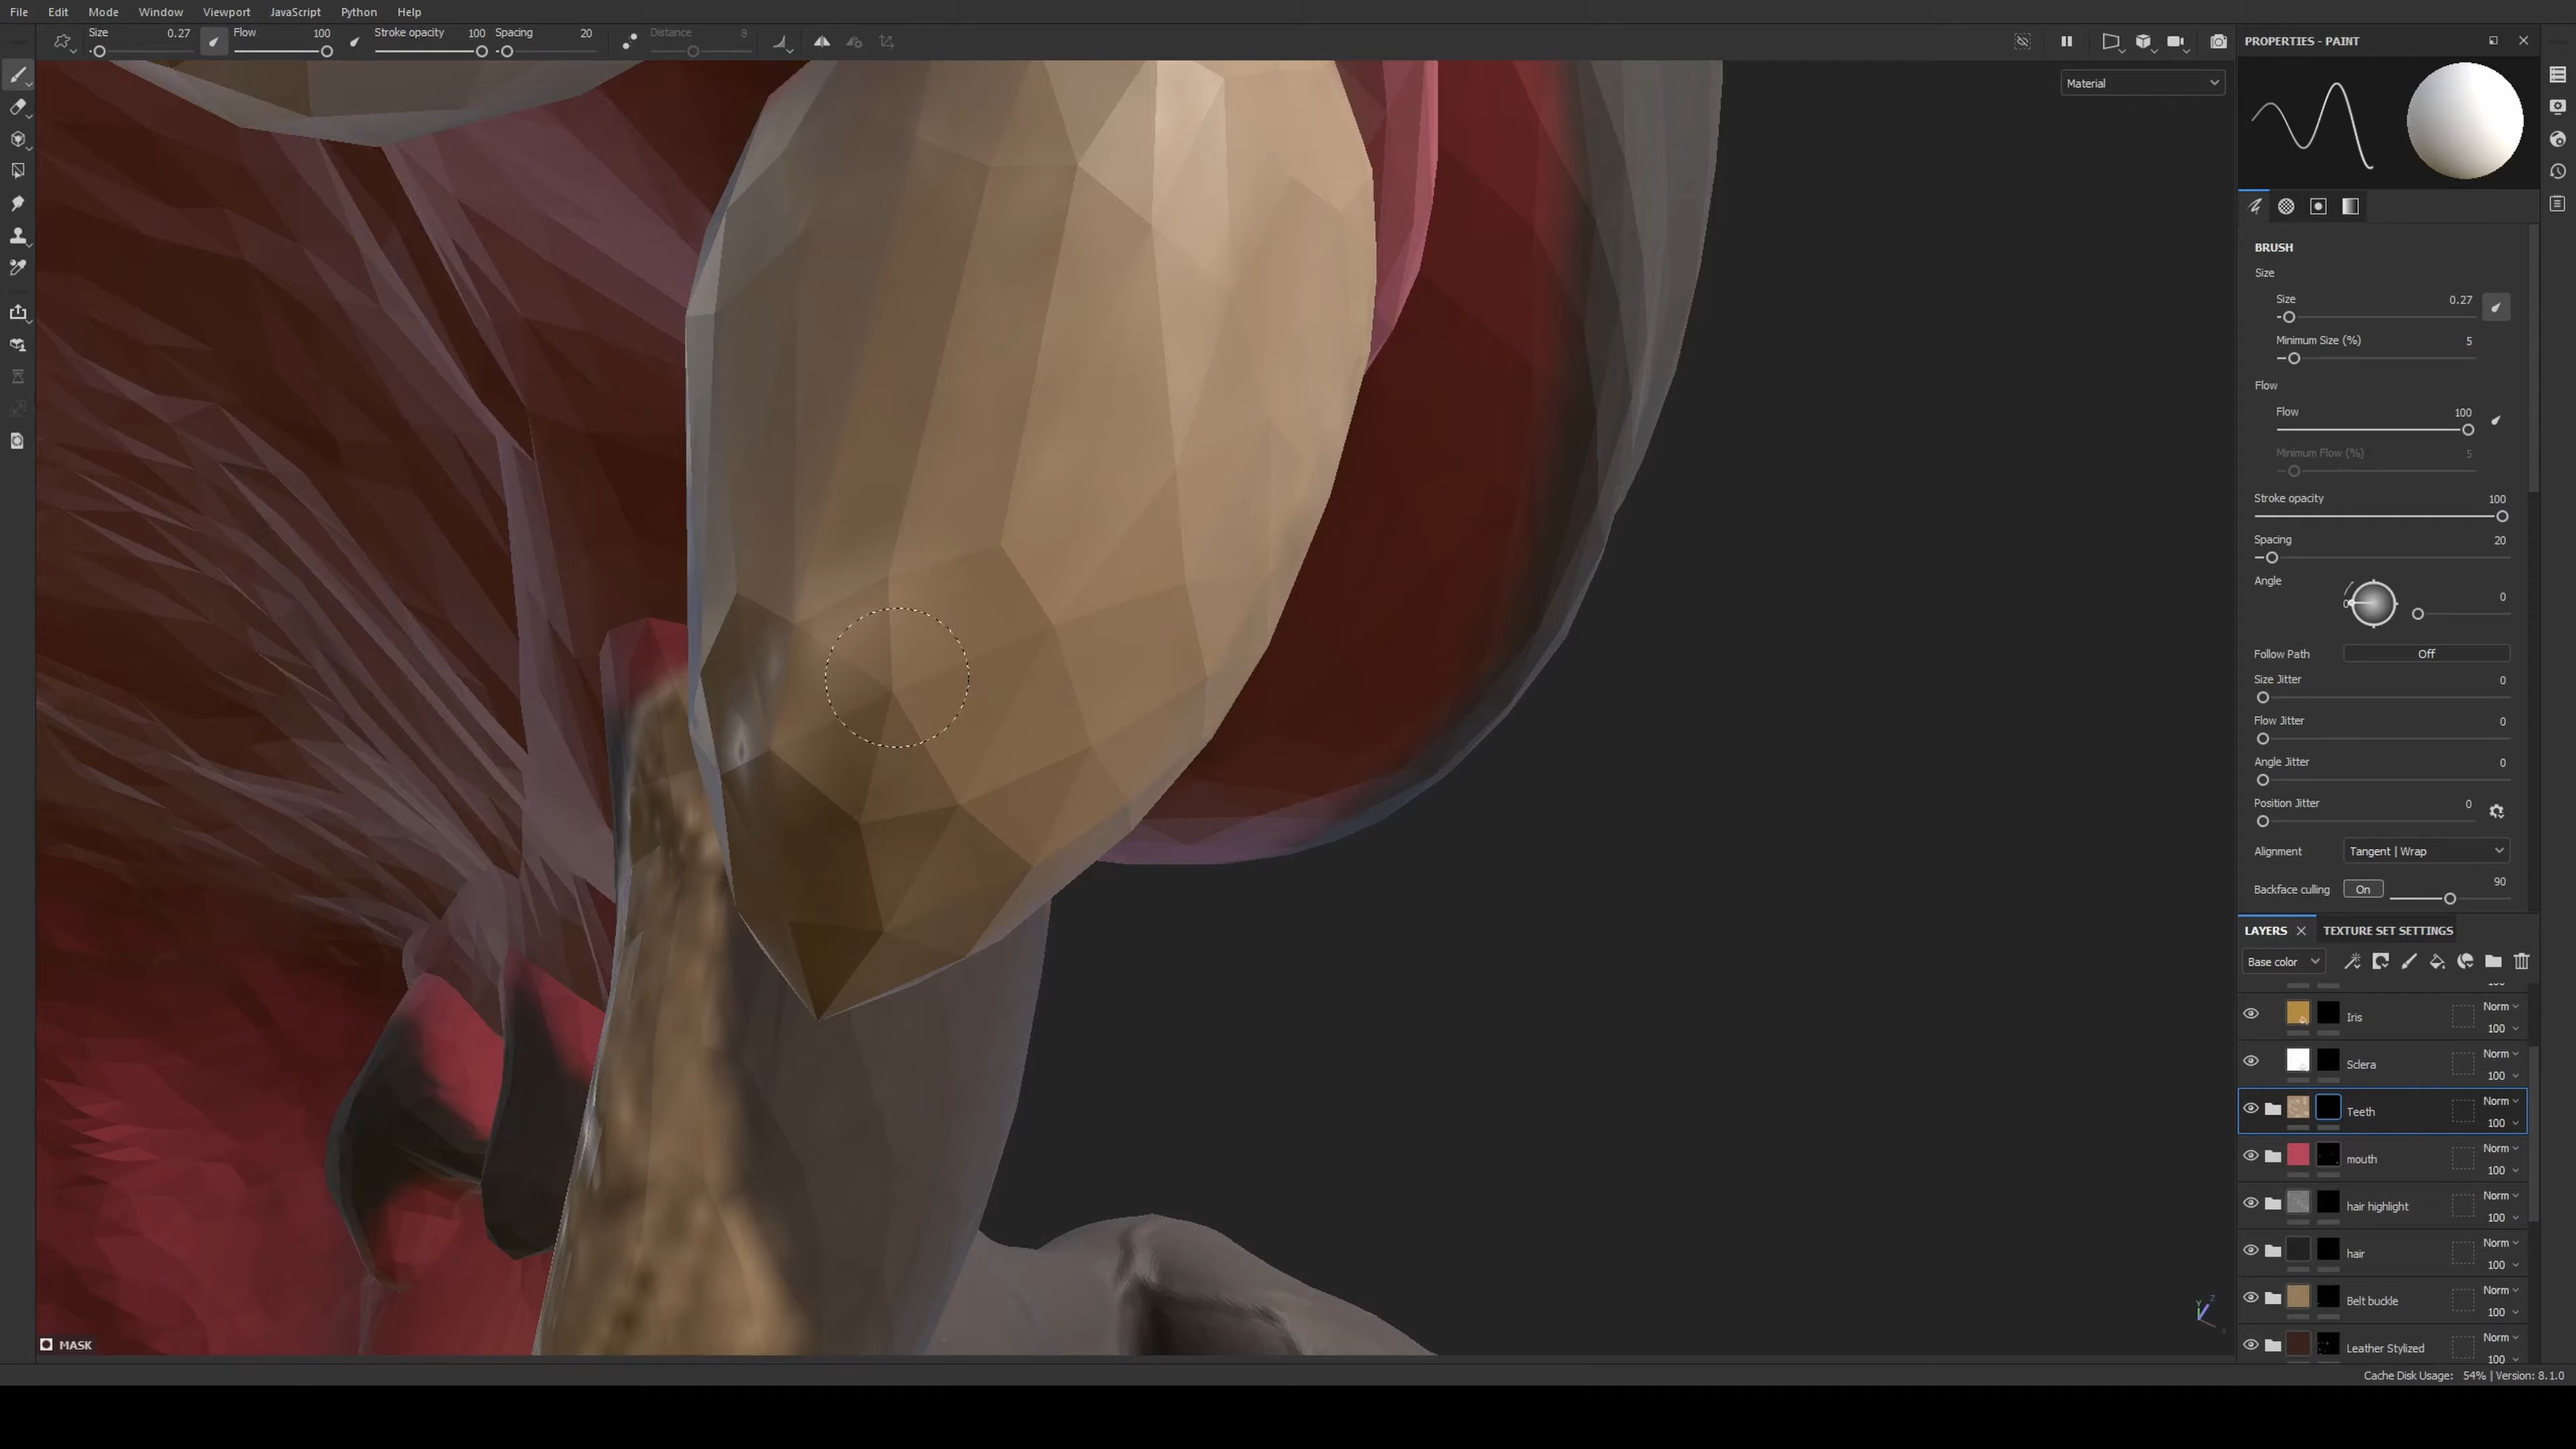 File Edit Mode Window Viewport JavaScript Python Help
Size 0.27 Flow 100 Stroke opacity 100 Spacing 20 Distance 8
Material
PROPERTIES - PAINT
BRUSH
Size
Size 0.27
Minimum Size (%) 5
Flow
Flow 100
Minimum Flow (%) 5
Stroke opacity 100
Spacing 20
Angle 0
0
Follow Path Off
Size Jitter 0
Flow Jitter 0
Angle Jitter 0
Position Jitter 0
Alignment Tangent | Wrap
Backface culling On 90
LAYERS TEXTURE SET SETTINGS
Base color
Iris Norm
100
Sclera Norm
100
Teeth Norm
100
mouth Norm
100
hair highlight Norm
100
hair Norm
100
Belt buckle Norm
100
Leather Stylized Norm
100
MASK
Cache Disk Usage: 54% | Version: 8.1.0